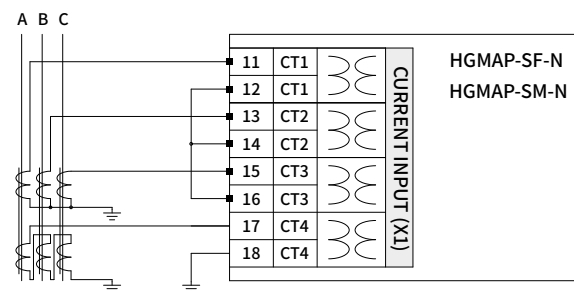 A B C
11 CT1
12 CT1
13 CT2
14 CT2
15 CT3
16 CT3
17 CT4
18 CT4
CURRENT INPUT (X1)
HGMAP-SF-N
HGMAP-SM-N